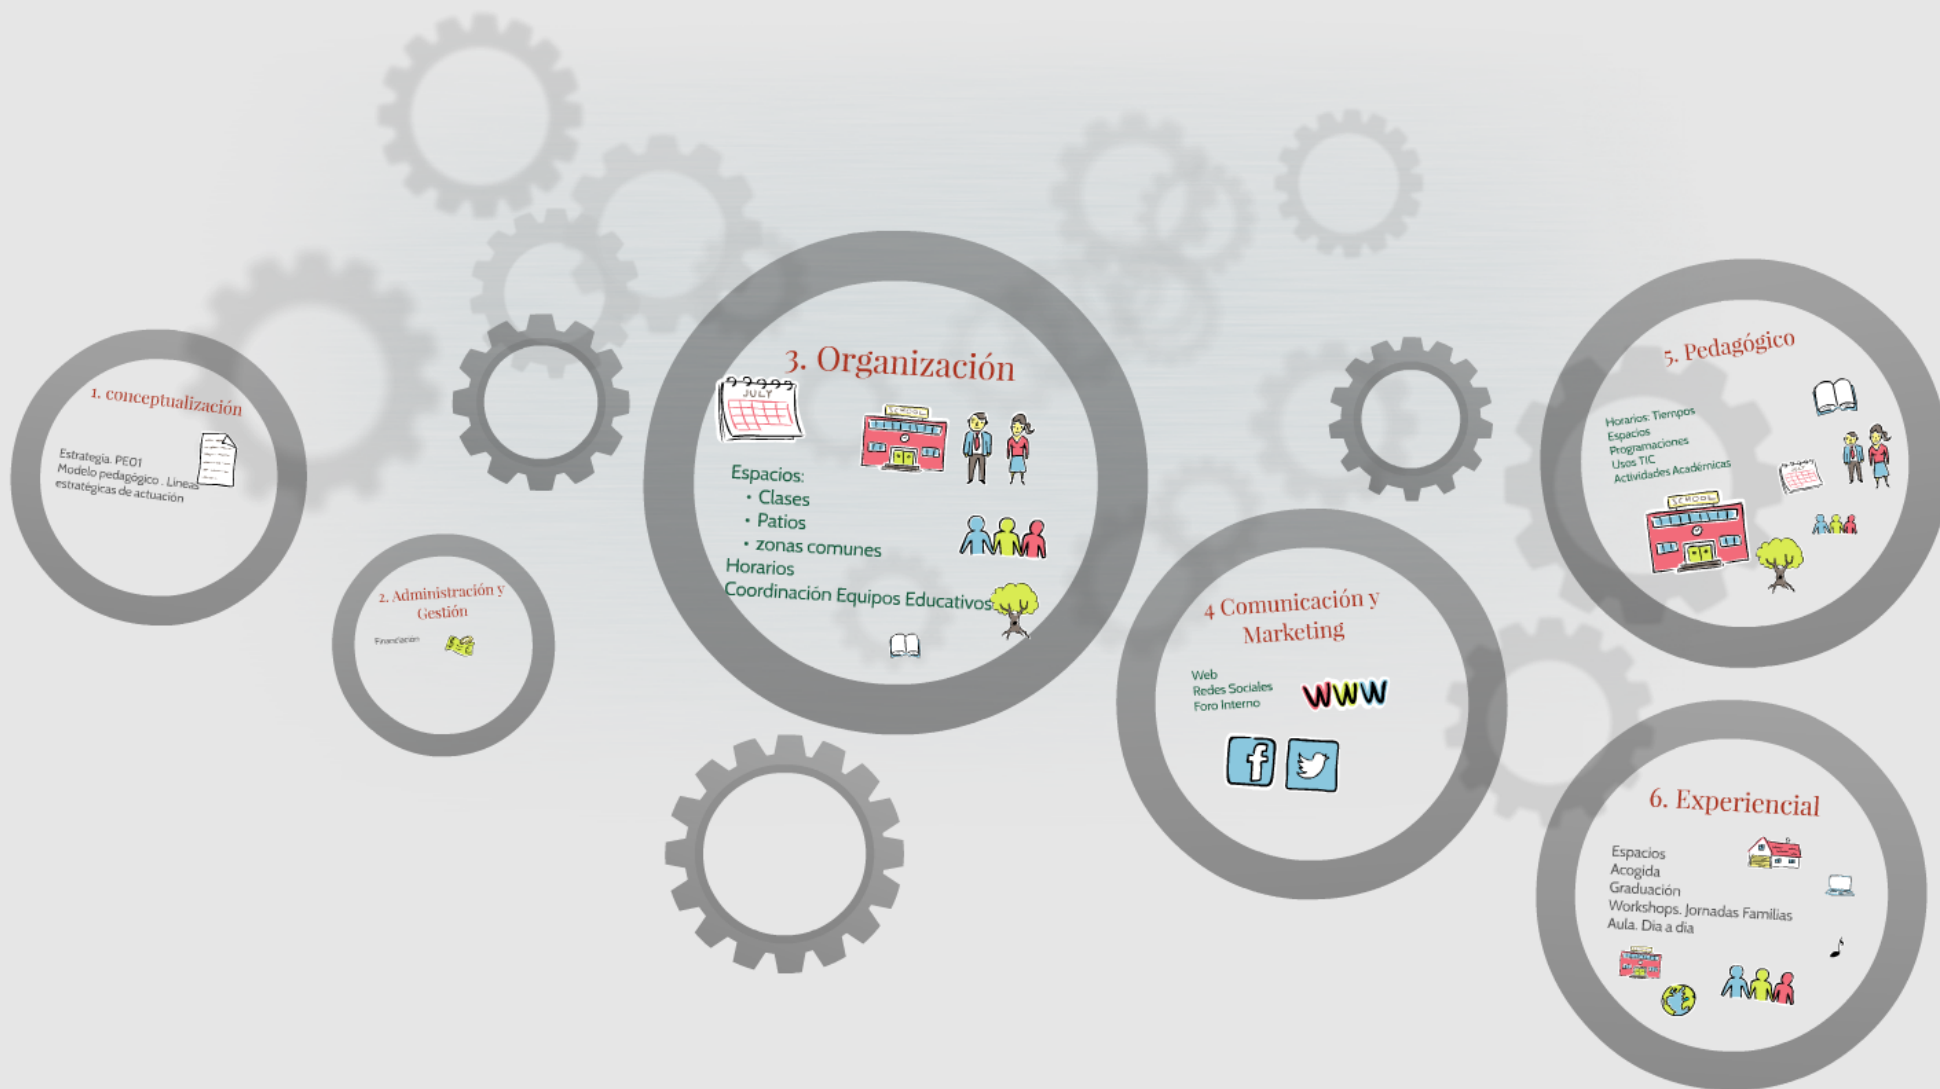 1. conceptualización
Estrategia. PE01
Modelo pedagógico . Lineas
estratégicas de actuación
2. Administración y
Gestión
Financiación
3. Organización
JULY
SCHOOL
Espacios:
• Clases
• Patios
• zonas comunes
Horarios
Coordinación Equipos Educativos
4 Comunicación y
Marketing
Web
Redes Sociales
Foro Interno
WWW
f
5. Pedagógico
Horarios: Tiempos
Espacios
Programaciones
Usos TIC
Actividades Académicas
JULY
SCHOOL
6. Experiencial
Espacios
Acogida
Graduación
Workshops. Jornadas Familias
Aula. Dia a dia